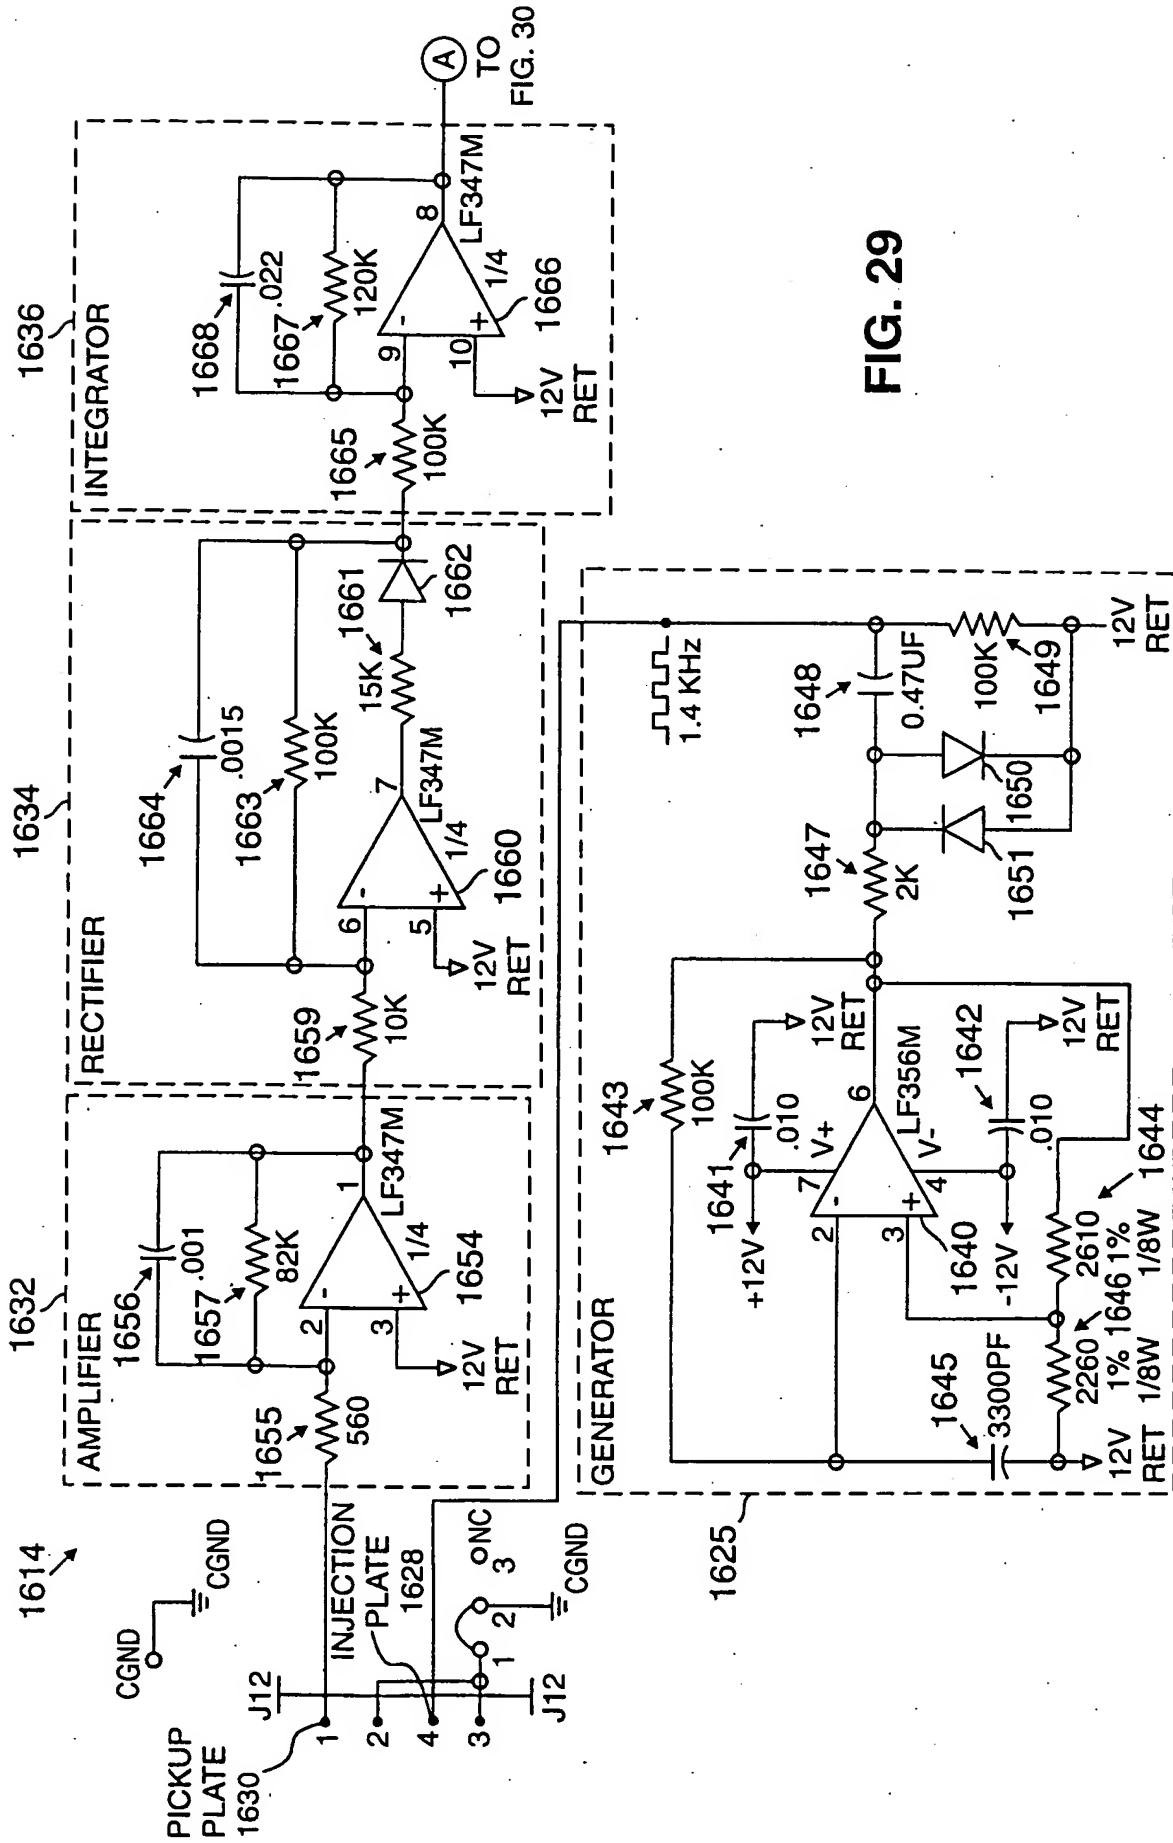 1614
CGND
CGND
PICKUP
PLATE
1630
J12
1
2
4
3
J12
INJECTION
PLATE
1628
1
2
3
NC
CGND
1632
AMPLIFIER
1656
.001
1657
82K
1655
560
2
3
-
+
1
LF347M
1/4
1654
12V
RET
1634
RECTIFIER
1664
.0015
1663
100K
1659
10K
6
5
-
+
7
LF347M
1/4
1660
12V
RET
15K
1661
1662
1636
INTEGRATOR
1668
.022
1667
120K
1665
100K
9
10
-
+
8
LF347M
1/4
1666
12V
RET
A
TO
FIG. 30
1625
GENERATOR
1643
100K
1641
.010
12V
RET
+12V
7
V+
2
3
-
+
6
LF356M
V-
4
1640
-12V
1642
.010
12V
RET
1645
3300PF
2260
1%
1/8W
1646
2610
1%
1/8W
1644
12V
RET
1647
2K
1651
1650
1648
0.47UF
100K
1649
12V
RET
1.4 KHz
FIG. 29